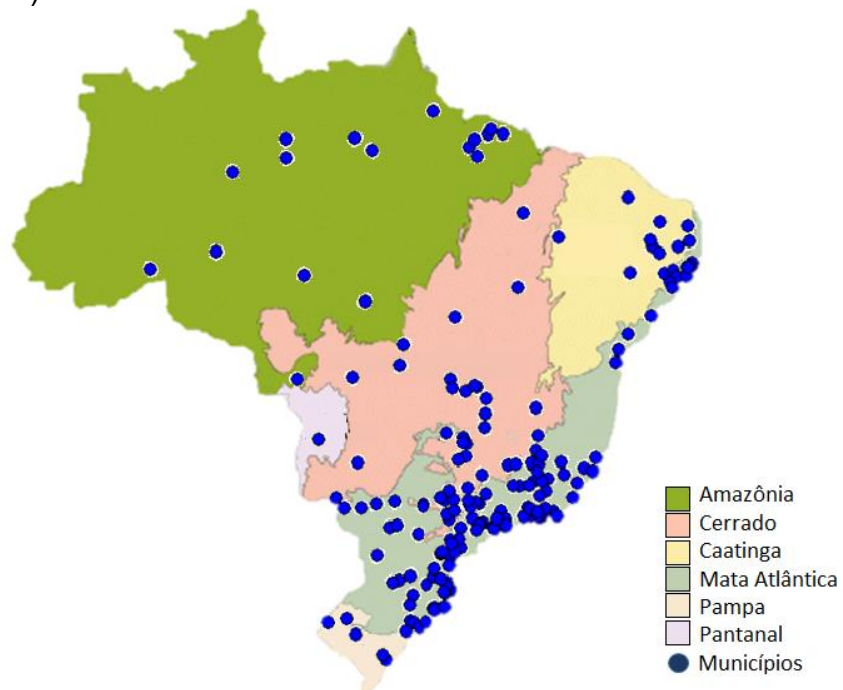 Amazônia
Cerrado
Caatinga
Mata Atlântica
Pampa
Pantanal
Municípios